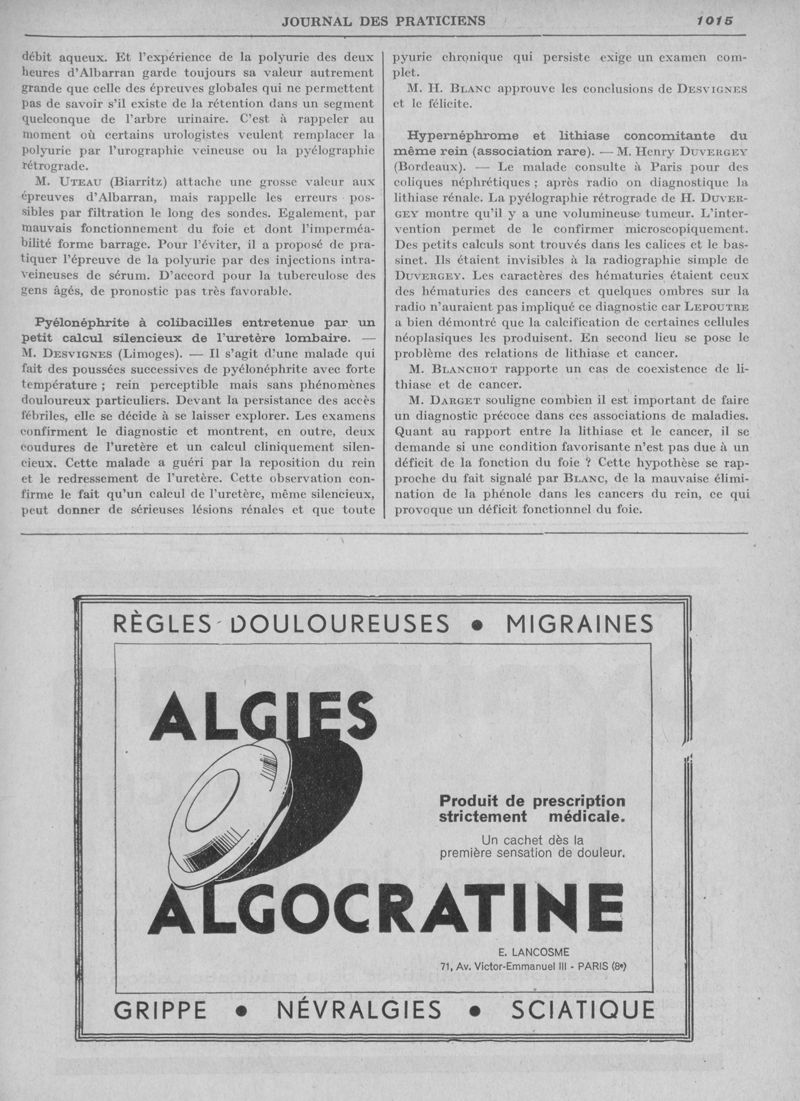 JOURNAL DES PRATICIENS
1015
débit aqueux. Et l'expérience de la polyurie des deux
heures d'Albarran garde toujours sa valeur autrement
grande que celle des épreuves globales qui ne permettent
pas de savoir s'il existe de la rétention dans un segment
quelconque de l'arbre urinaire. C'est à rappeler au
moment où certains urologistes veulent remplacer la
polyurie par l'urographie veineuse ou la pyélographie
rétrograde.
M. UTEAU (Biarritz) attache une grosse valeur aux
épreuves d'Albarran, mais rappelle les erreurs pos-
sibles par filtration le long des sondes. Egalement, par
mauvais fonctionnement du foie et dont l'imperméa-
bilité forme barrage. Pour l'éviter, il a proposé de pra-
tiquer l'épreuve de la polyurie par des injections intra-
veineuses de sérum. D'accord pour la tuberculose des
gens âgés, de pronostic pas très favorable.
Pyélonéphrite à colibacilles entretenue par un
petit calcul silencieux de l'uretère lombaire. —
M. DESVIGNES (Limoges). — Il s'agit d'une malade qui
fait des poussées successives de pyélonéphrite avec forte
température ; rein perceptible mais sans phénomènes
douloureux particuliers. Devant la persistance des accès
fébriles, elle se décide à se laisser explorer. Les examens
confirment le diagnostic et montrent, en outre, deux
coudures de l'uretère et un calcul cliniquement silen-
cieux. Cette malade a guéri par la reposition du rein
et le redressement de l'uretère. Cette observation con-
firme le fait qu'un calcul de l'uretère, même silencieux,
peut donner de sérieuses lésions rénales et que toute
pyurie chronique qui persiste exige un examen com-
plet.
M. H. BLANC approuve les conclusions de DESVIGNES
et le félicite.
Hypernéphrome et lithiase concomitante du
même rein (association rare). — M. Henry DUVERGEY
(Bordeaux). — Le malade consulte à Paris pour des
coliques néphrétiques ; après radio on diagnostique la
lithiase rénale. La pyélographie rétrograde de H. DUVER-
GEY montre qu'il y a une volumineuse tumeur. L'inter-
vention permet de le confirmer microscopiquement.
Des petits calculs sont trouvés dans les calices et le bas-
sinet. Ils étaient invisibles à la radiographie simple de
DUVERGEY. Les caractères des hématuries étaient ceux
des hématuries des cancers et quelques ombres sur la
radio n'auraient pas impliqué ce diagnostic car LEPOUTRE
a bien démontré que la calcification de certaines cellules
néoplasiques les produisent. En second lieu se pose le
problème des relations de lithiase et cancer.
M. BLANCHOT rapporte un cas de coexistence de li-
thiase et de cancer.
M. DARGET souligne combien il est important de faire
un diagnostic précoce dans ces associations de maladies.
Quant au rapport entre la lithiase et le cancer, il se
demande si une condition favorisante n'est pas due à un
déficit de la fonction du foie ? Cette hypothèse se rap-
proche du fait signalé par BLANC, de la mauvaise élimi-
nation de la phénole dans les cancers du rein, ce qui
provoque un déficit fonctionnel du foie.
RÈGLES DOULOUREUSES • MIGRAINES
ALGIES
Produit de prescription
strictement médicale.
Un cachet dès la
première sensation de douleur.
ALGOCRATINE
E. LANCOSME
71, Av. Victor-Emmanuel III - PARIS (8e)
GRIPPE • NÉVRALGIES • SCIATIQUE